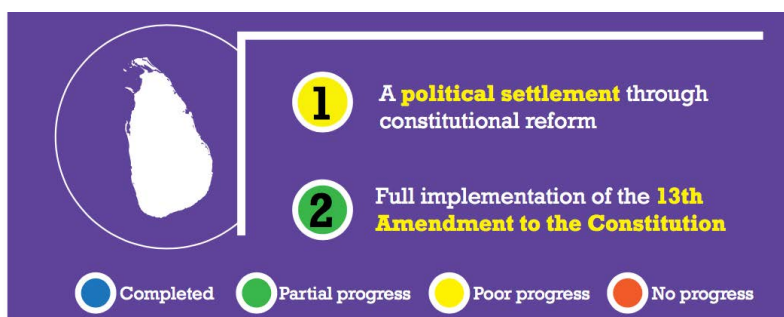 1
A political settlement through
constitutional reform
2
Full implementation of the 13th
Amendment to the Constitution
Completed
Partial progress
Poor progress
No progress